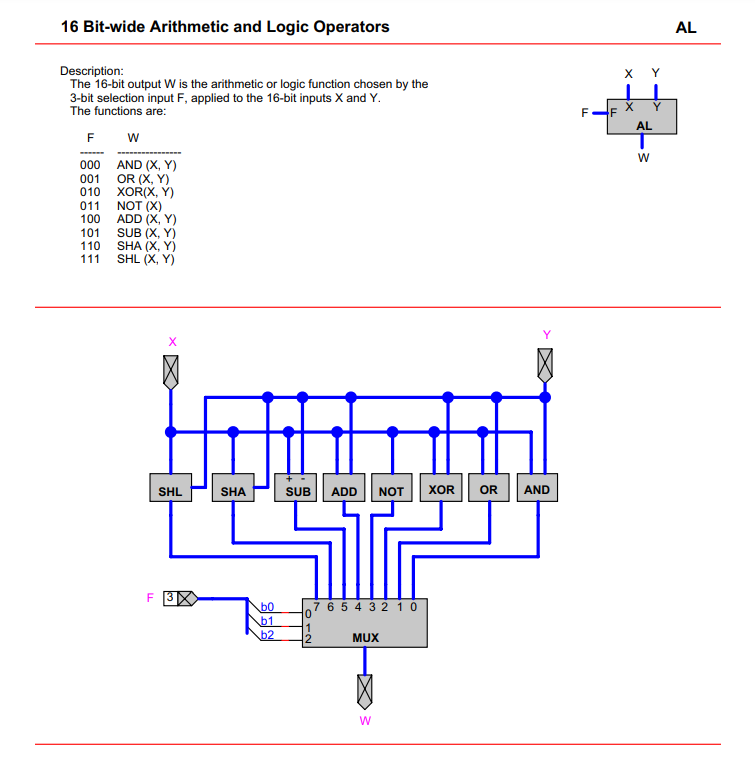 16 Bit-wide Arithmetic and Logic Operators AL
Description:
The 16-bit output W is the arithmetic or logic function chosen by the
3-bit selection input F, applied to the 16-bit inputs X and Y.
The functions are:
X Y
F F X Y
AL
W
F W
------ ----------------
000 AND (X, Y)
001 OR (X, Y)
010 XOR(X, Y)
011 NOT (X)
100 ADD (X, Y)
101 SUB (X, Y)
110 SHA (X, Y)
111 SHL (X, Y)
X Y
+ -
SHL SHA SUB ADD NOT XOR OR AND
F 3
b0
b1
b2
7 6 5 4 3 2 1 0
0
1
2
MUX
W